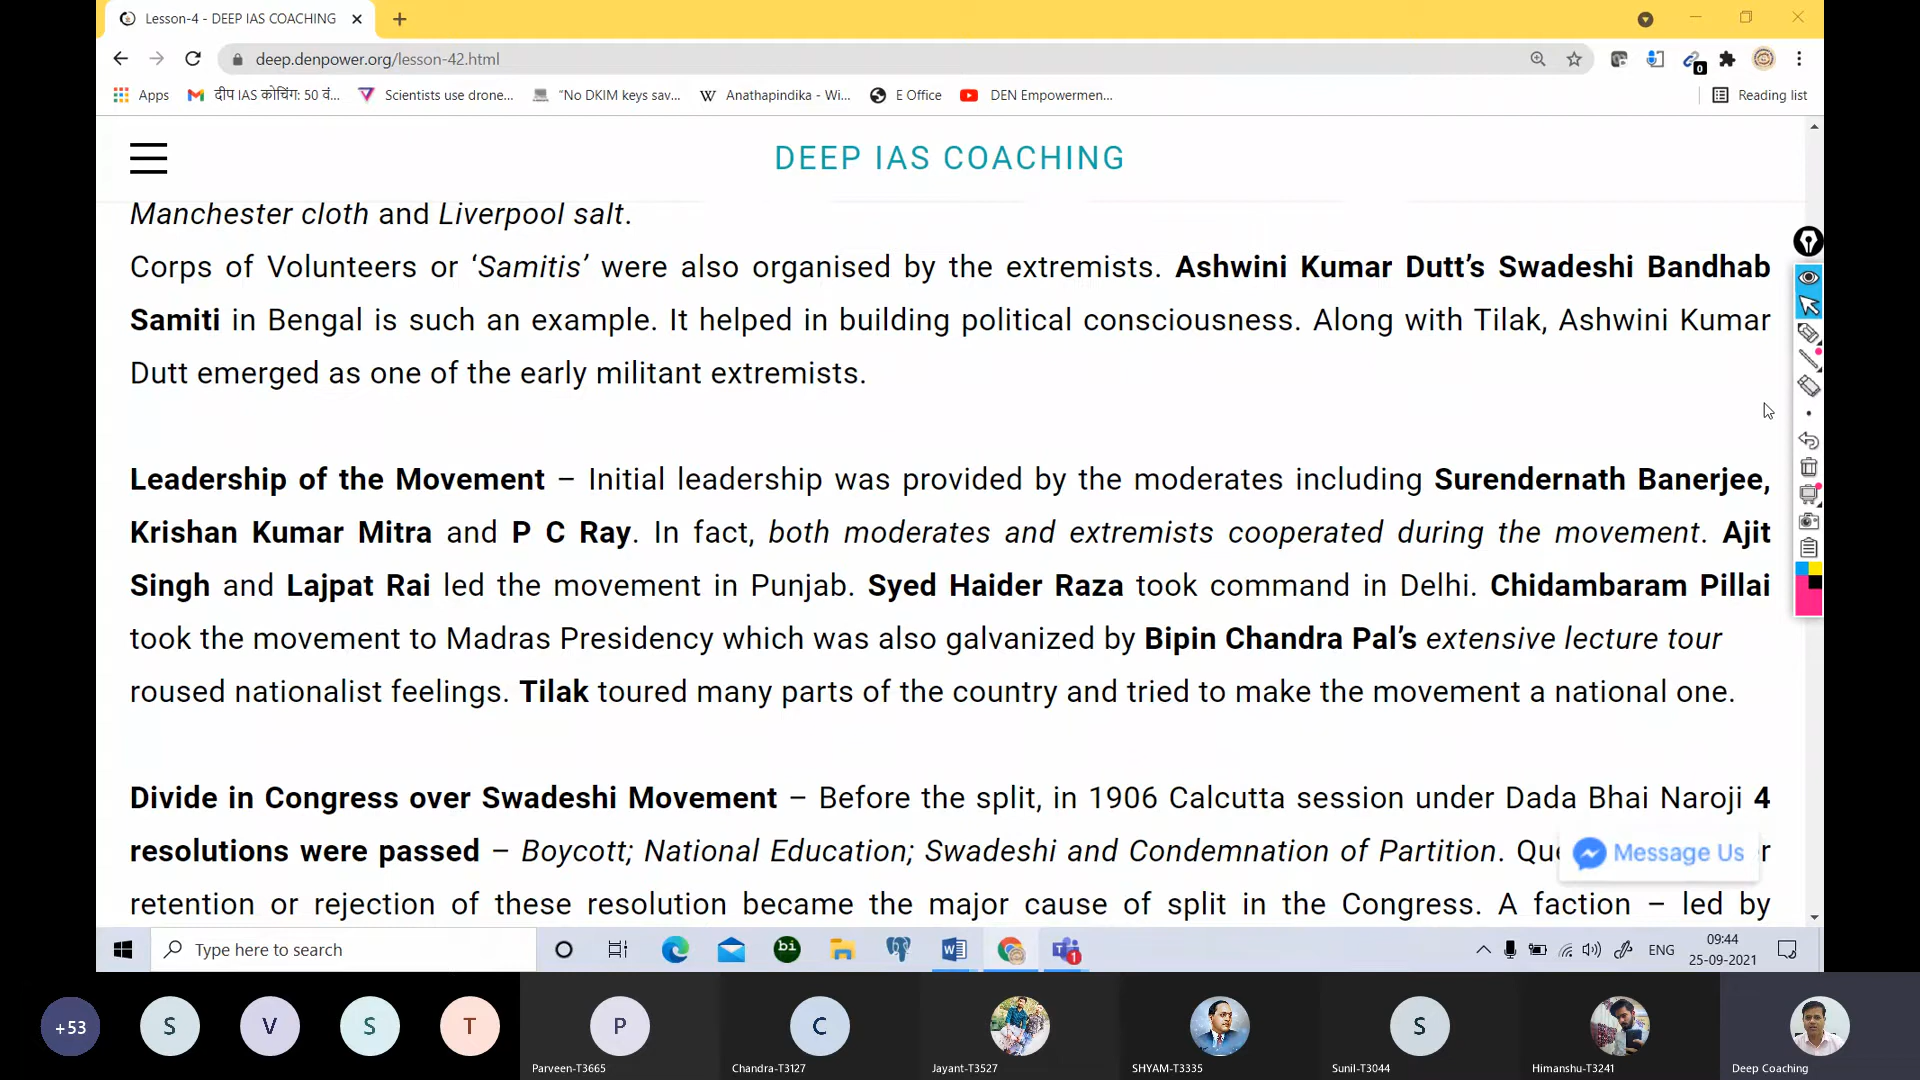 Lesson-4 - DEEP IAS COACHING
deep.denpower.org/lesson-42.html
Apps
दीप IAS कोचिंग: 50 वं...
Scientists use drone...
"No DKIM keys sav...
W Anathapindika - Wi...
E Office
DEN Empowermen...
Reading list
DEEP IAS COACHING
Manchester cloth and Liverpool salt.
Corps of Volunteers or ‘Samitis’ were also organised by the extremists. Ashwini Kumar Dutt’s Swadeshi Bandhab
Samiti in Bengal is such an example. It helped in building political consciousness. Along with Tilak, Ashwini Kumar
Dutt emerged as one of the early militant extremists.
Leadership of the Movement – Initial leadership was provided by the moderates including Surendernath Banerjee,
Krishan Kumar Mitra and P C Ray. In fact, both moderates and extremists cooperated during the movement. Ajit
Singh and Lajpat Rai led the movement in Punjab. Syed Haider Raza took command in Delhi. Chidambaram Pillai
took the movement to Madras Presidency which was also galvanized by Bipin Chandra Pal’s extensive lecture tour
roused nationalist feelings. Tilak toured many parts of the country and tried to make the movement a national one.
Divide in Congress over Swadeshi Movement – Before the split, in 1906 Calcutta session under Dada Bhai Naroji 4
resolutions were passed – Boycott; National Education; Swadeshi and Condemnation of Partition.
Message Us
retention or rejection of these resolution became the major cause of split in the Congress. A faction – led by
Type here to search
bi
1
ENG
09:44
25-09-2021
0
+53
S
V
S
T
P
C
S
Parveen-T3665
Chandra-T3127
Jayant-T3527
SHYAM-T3335
Sunil-T3044
Himanshu-T3241
Deep Coaching